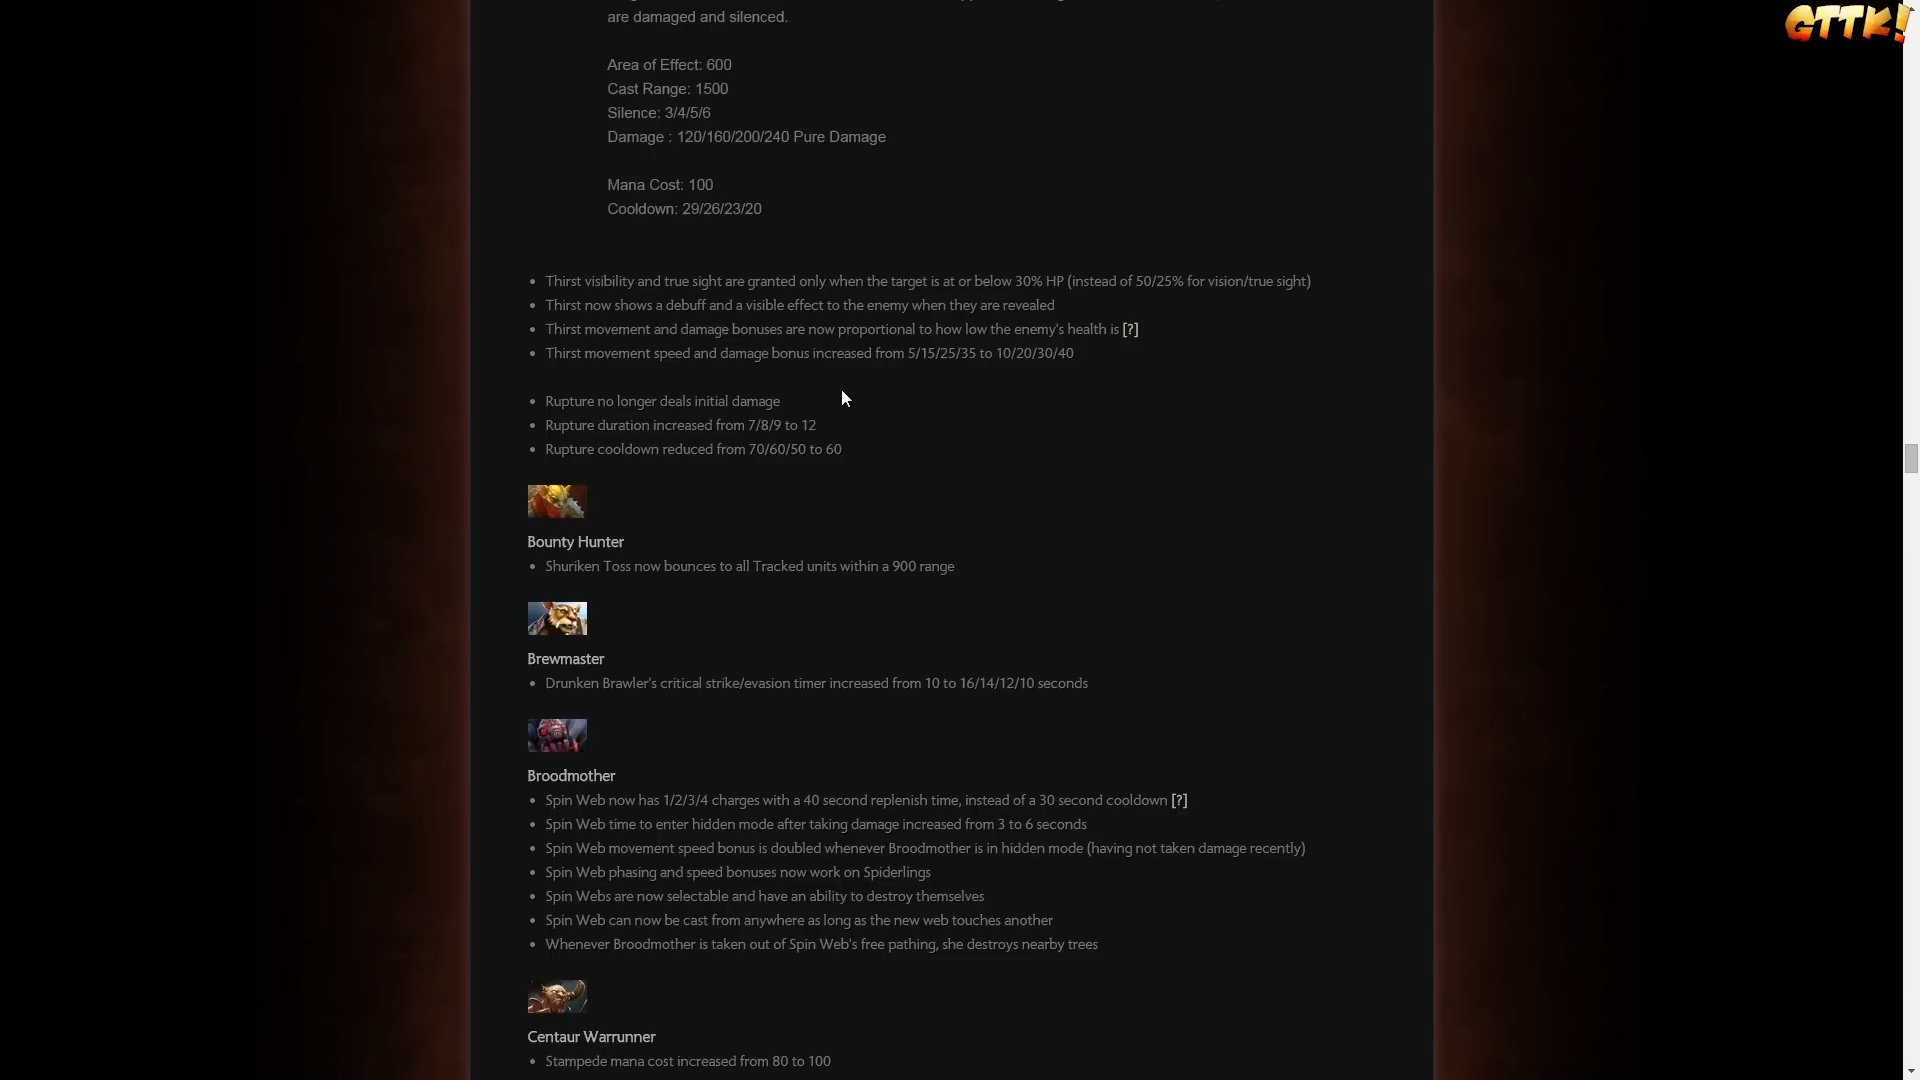 are damaged and silenced.
Area of Effect: 600
Cast Range: 1500
Silence: 3/4/5/6
Damage : 120/160/200/240 Pure Damage
Mana Cost: 100
Cooldown: 29/26/23/20
• Thirst visibility and true sight are granted only when the target is at or below 30% HP (instead of 50/25% for vision/true sight)
• Thirst now shows a debuff and a visible effect to the enemy when they are revealed
• Thirst movement and damage bonuses are now proportional to how low the enemy's health is [?]
• Thirst movement speed and damage bonus increased from 5/15/25/35 to 10/20/30/40
• Rupture no longer deals initial damage
• Rupture duration increased from 7/8/9 to 12
• Rupture cooldown reduced from 70/60/50 to 60
Bounty Hunter
• Shuriken Toss now bounces to all Tracked units within a 900 range
Brewmaster
• Drunken Brawler's critical strike/evasion timer increased from 10 to 16/14/12/10 seconds
Broodmother
• Spin Web now has 1/2/3/4 charges with a 40 second replenish time, instead of a 30 second cooldown [?]
• Spin Web time to enter hidden mode after taking damage increased from 3 to 6 seconds
• Spin Web movement speed bonus is doubled whenever Broodmother is in hidden mode (having not taken damage recently)
• Spin Web phasing and speed bonuses now work on Spiderlings
• Spin Webs are now selectable and have an ability to destroy themselves
• Spin Web can now be cast from anywhere as long as the new web touches another
• Whenever Broodmother is taken out of Spin Web's free pathing, she destroys nearby trees
Centaur Warrunner
• Stampede mana cost increased from 80 to 100
GTTK!